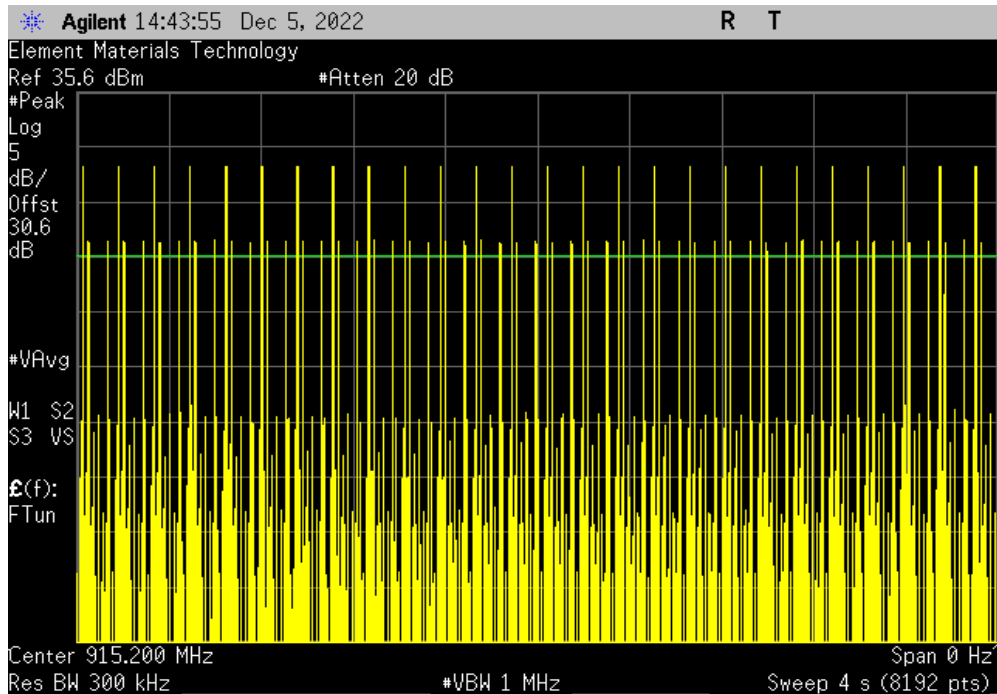 Agilent 14:43:55 Dec 5, 2022 R T
Element Materials Technology
Ref 35.6 dBm #Atten 20 dB
#Peak
Log
5
dB/
Offst
30.6
dB
#VAvg
W1 S2
S3 VS
£(f):
FTun
Center 915.200 MHz Span 0 Hz
Res BW 300 kHz #VBW 1 MHz Sweep 4 s (8192 pts)